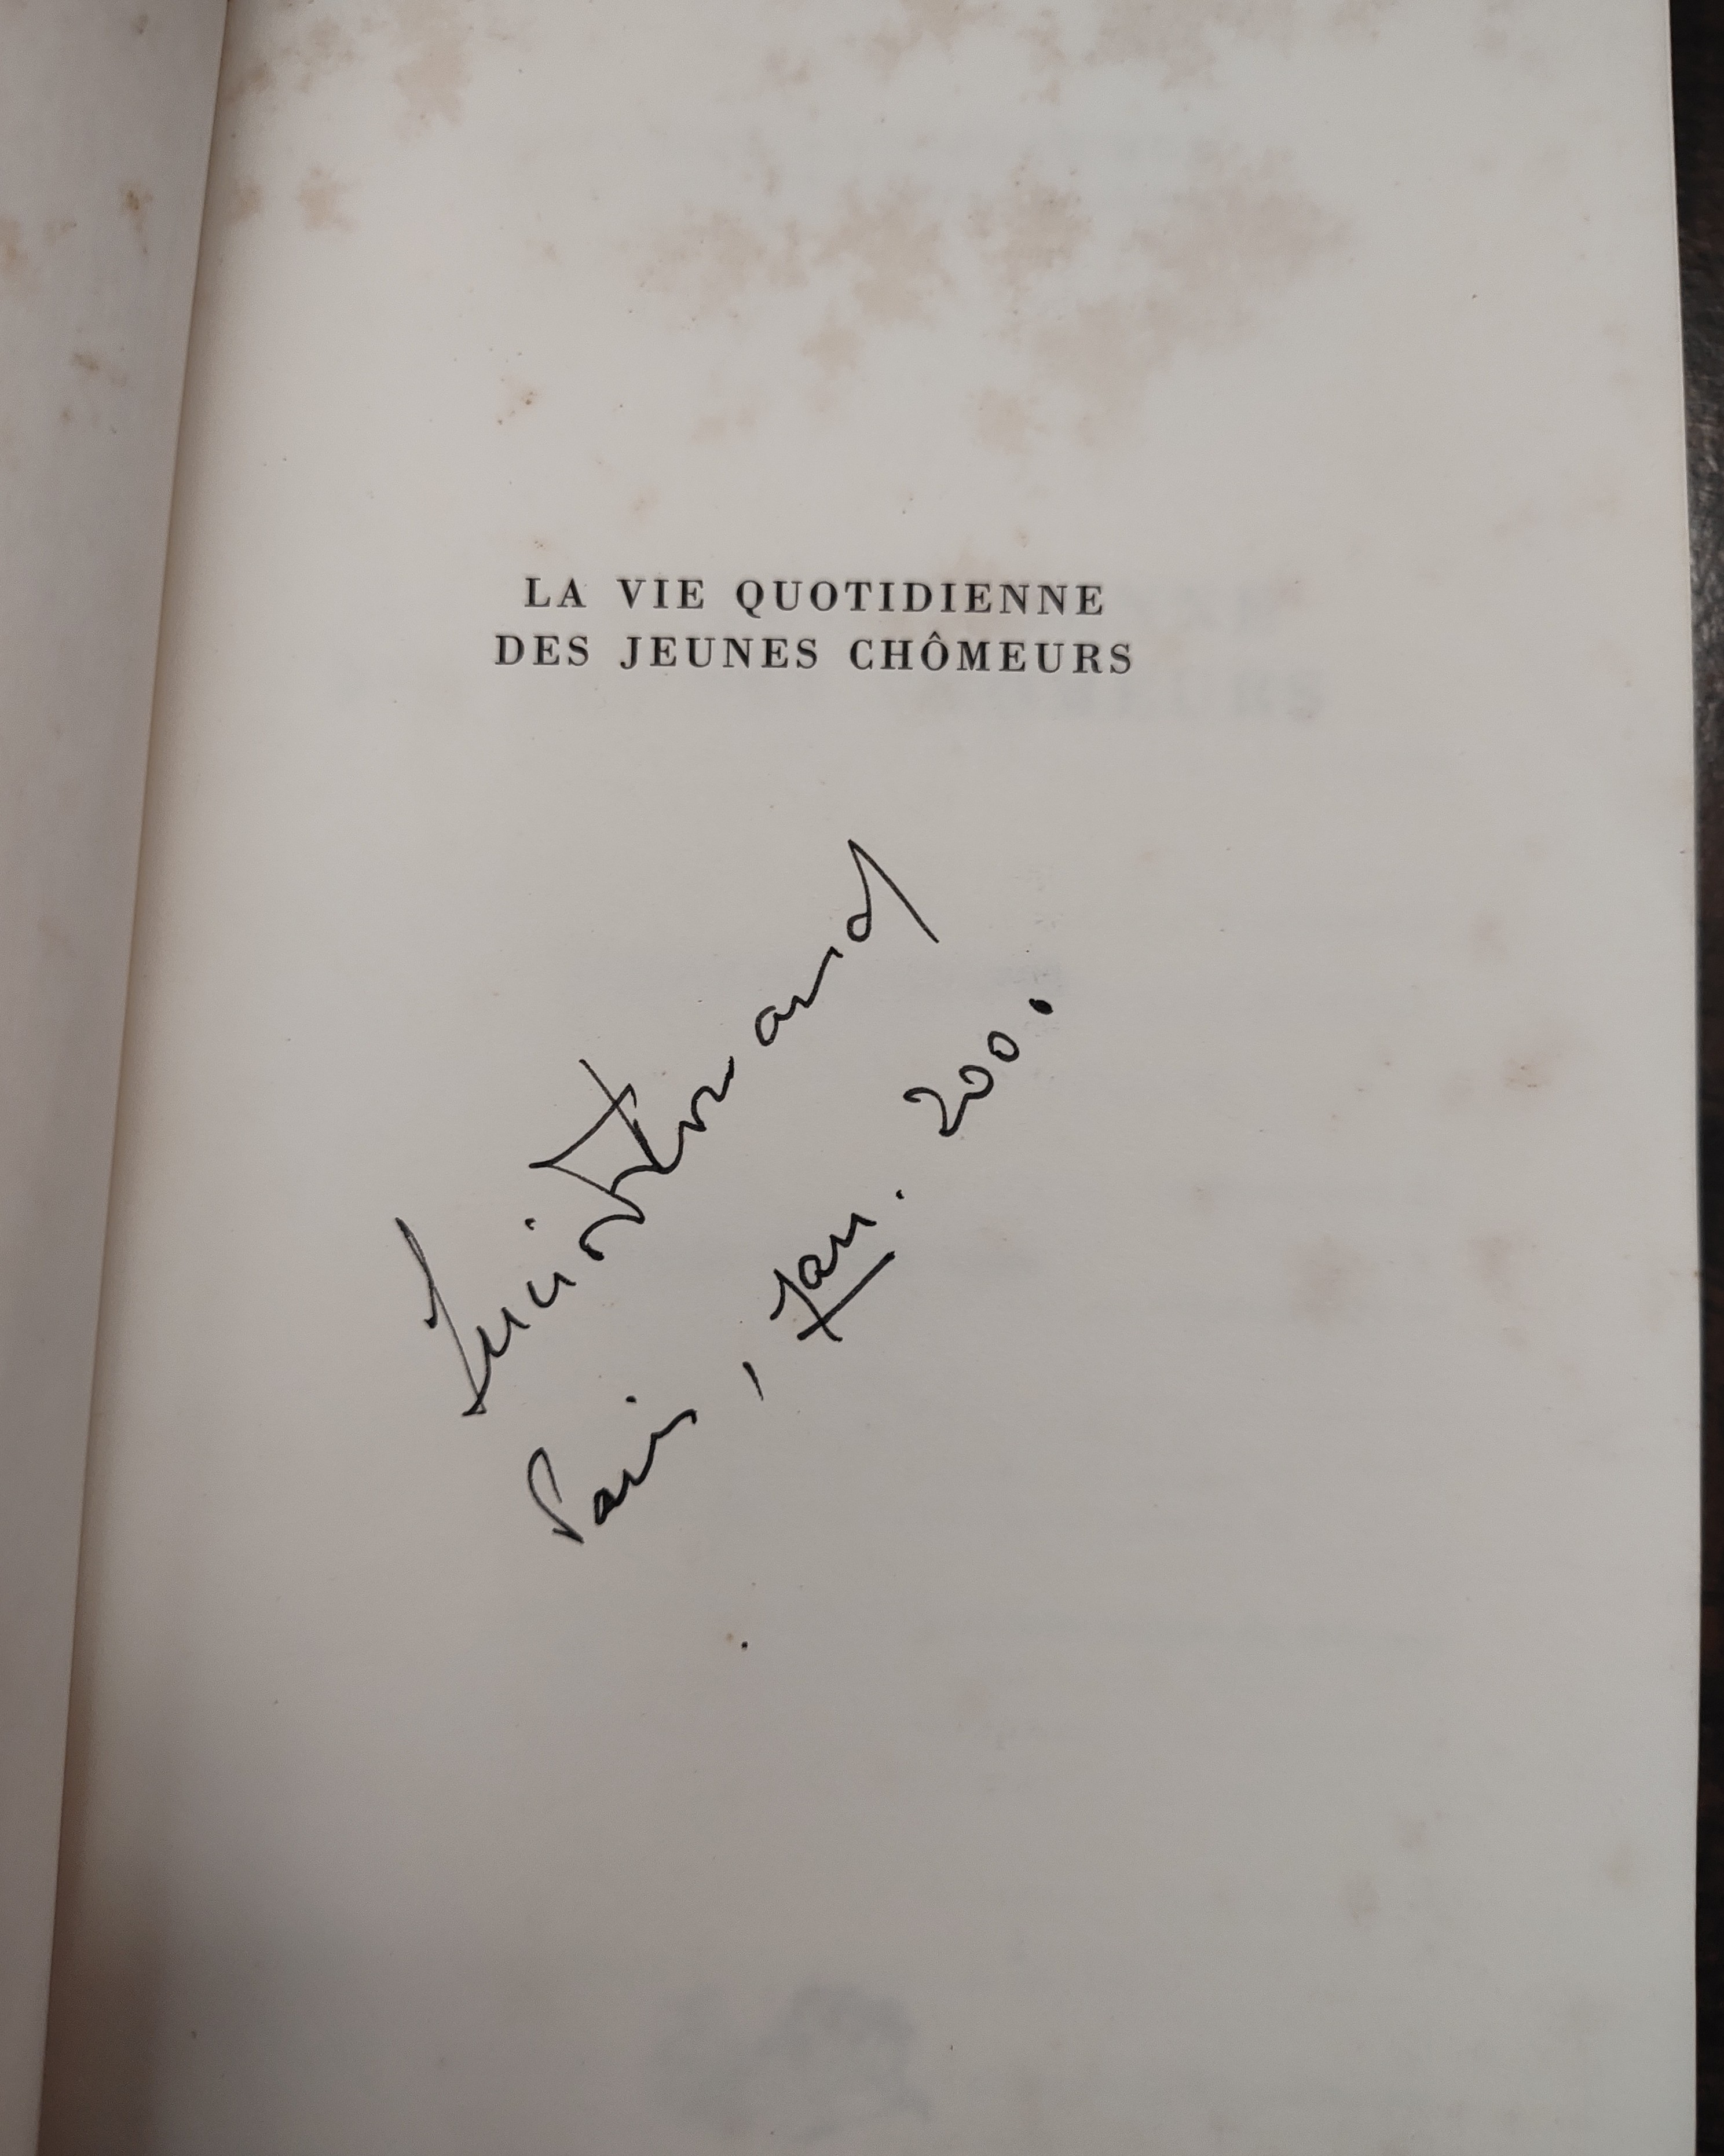 LA VIE QUOTIDIENNE
DES JEUNES CHÔMEURS
Paris, Jan. 200.